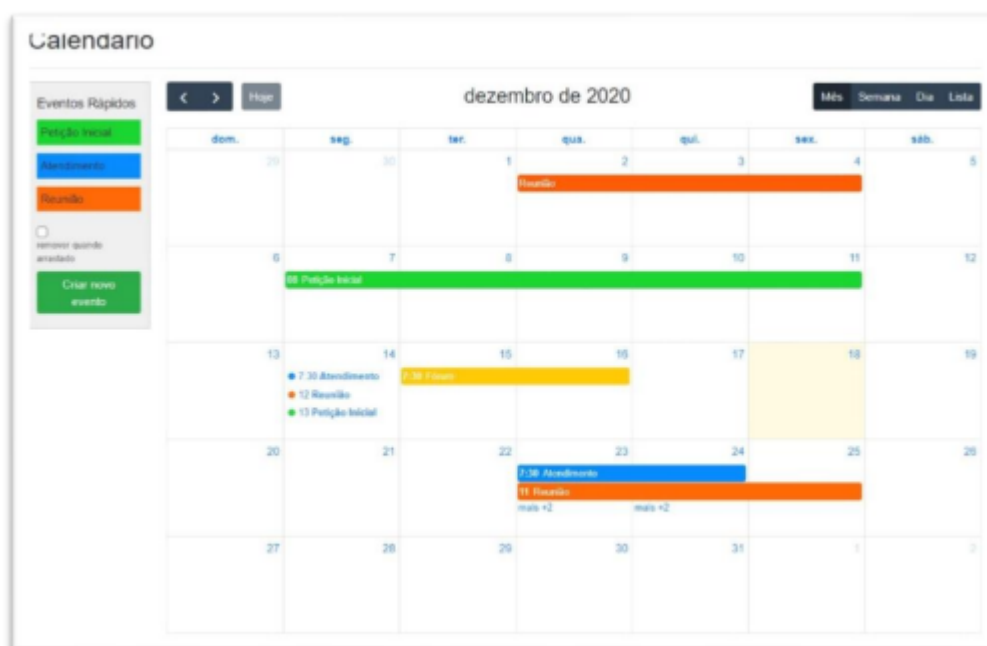 Calendário
Eventos Rápidos
Petição Inicial
Atendimento
Reunião
remover quando
arrastado
Criar novo
evento
Hoje
dezembro de 2020
Mês Semana Dia Lista
dom. seg. ter. qua. qui. sex. sáb.
29 30 1 2 3 4 5
Reunião
6 7 8 9 10 11 12
Petição Inicial
13 14 15 16 17 18 19
7:30 Atendimento
7:30 Fórum
12 Reunião
13 Petição Inicial
20 21 22 23 24 25 26
7:30 Atendimento
11 Reunião
mais +2 mais +2
27 28 29 30 31 1 2